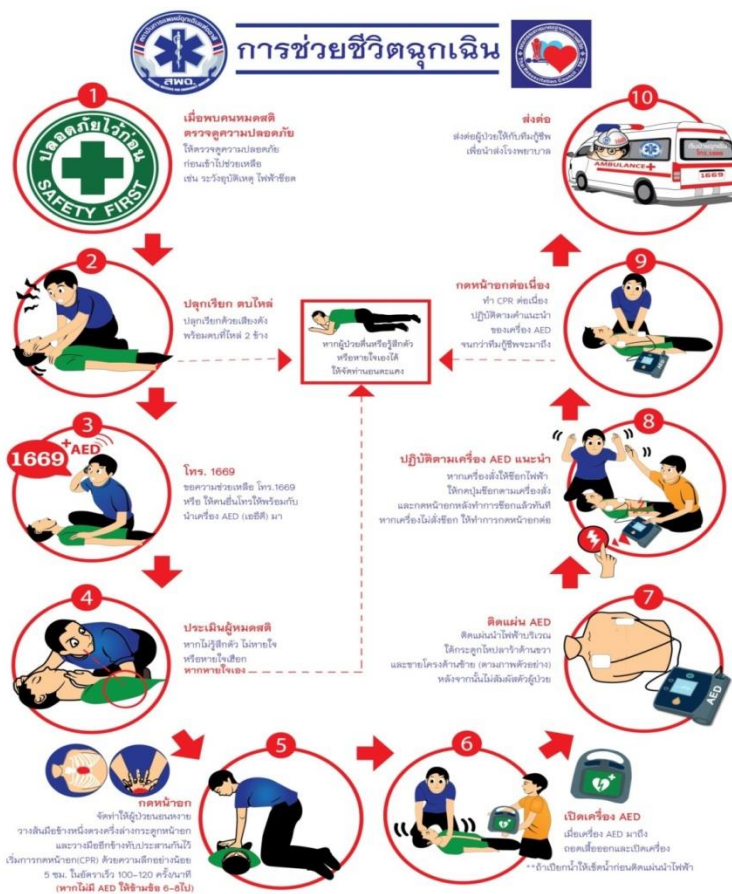 สถาบันการแพทย์ฉุกเฉินแห่งชาติ
สพฉ.
การช่วยชีวิตฉุกเฉิน
1
ปลอดภัยไว้ก่อน
SAFETY FIRST
เมื่อพบคนหมดสติ
ตรวจดูความปลอดภัย
ให้ตรวจดูความปลอดภัย
ก่อนเข้าไปช่วยเหลือ
เช่น ระวังอุบัติเหตุ ไฟฟ้าช็อต
2
ปลุกเรียก ตบไหล่
ปลุกเรียกด้วยเสียงดัง
พร้อมตบที่ไหล่ 2 ข้าง
หากผู้ป่วยตื่นหรือรู้สึกตัว
หรือหายใจเองได้
ให้จัดท่านอนตะแคง
3
1669
+AED
โทร. 1669
ขอความช่วยเหลือ โทร.1669
หรือ ให้คนอื่นโทรให้พร้อมกับ
นำเครื่อง AED (เออีดี) มา
4
ประเมินผู้หมดสติ
หากไม่รู้สึกตัว ไม่หายใจ
หรือหายใจเฮือก
หากหายใจเอง
5
กดหน้าอก
จัดท่าให้ผู้ป่วยนอนหงาย
วางส้นมือข้างหนึ่งตรงครึ่งล่างกระดูกหน้าอก
และวางมืออีกข้างทับประสานกันไว้
เริ่มการกดหน้าอก(CPR) ด้วยความลึกอย่างน้อย
5 ซม. ในอัตราเร็ว 100-120 ครั้ง/นาที
(หากไม่มี AED ให้ข้ามข้อ 6-8ไป)
6
เปิดเครื่อง AED
เมื่อเครื่อง AED มาถึง
ถอดเสื้อออกและเปิดเครื่อง
**ถ้าเปียกน้ำให้เช็ดน้ำก่อนติดแผ่นนำไฟฟ้า
7
AED
ติดแผ่น AED
ติดแผ่นนำไฟฟ้าบริเวณ
ใต้กระดูกไหปลาร้าด้านขวา
และชายโครงด้านซ้าย (ตามภาพตัวอย่าง)
หลังจากนั้นไม่สัมผัสตัวผู้ป่วย
8
ปฏิบัติตามเครื่อง AED แนะนำ
หากเครื่องสั่งให้ช็อกไฟฟ้า
ให้กดปุ่มช็อกตามเครื่องสั่ง
และกดหน้าอกหลังทำการช็อกแล้วทันที
หากเครื่องไม่สั่งช็อก ให้ทำการกดหน้าอกต่อ
9
กดหน้าอกต่อเนื่อง
ทำ CPR ต่อเนื่อง
ปฏิบัติตามคำแนะนำ
ของเครื่อง AED
จนกว่าทีมกู้ชีพจะมาถึง
10
ส่งต่อ
ส่งต่อผู้ป่วยให้กับทีมกู้ชีพ
เพื่อนำส่งโรงพยาบาล
AMBULANCE
1669